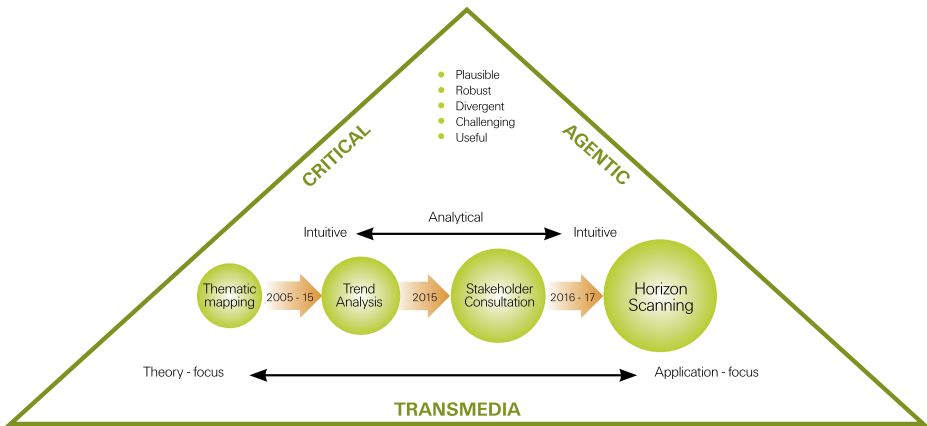 Plausible
Robust
Divergent
Challenging
Useful
CRITICAL
AGENTIC
Analytical
Intuitive
Intuitive
Thematic
mapping
2005 - 15
Trend
Analysis
2015
Stakeholder
Consultation
2016 - 17
Horizon
Scanning
Theory - focus
Application - focus
TRANSMEDIA